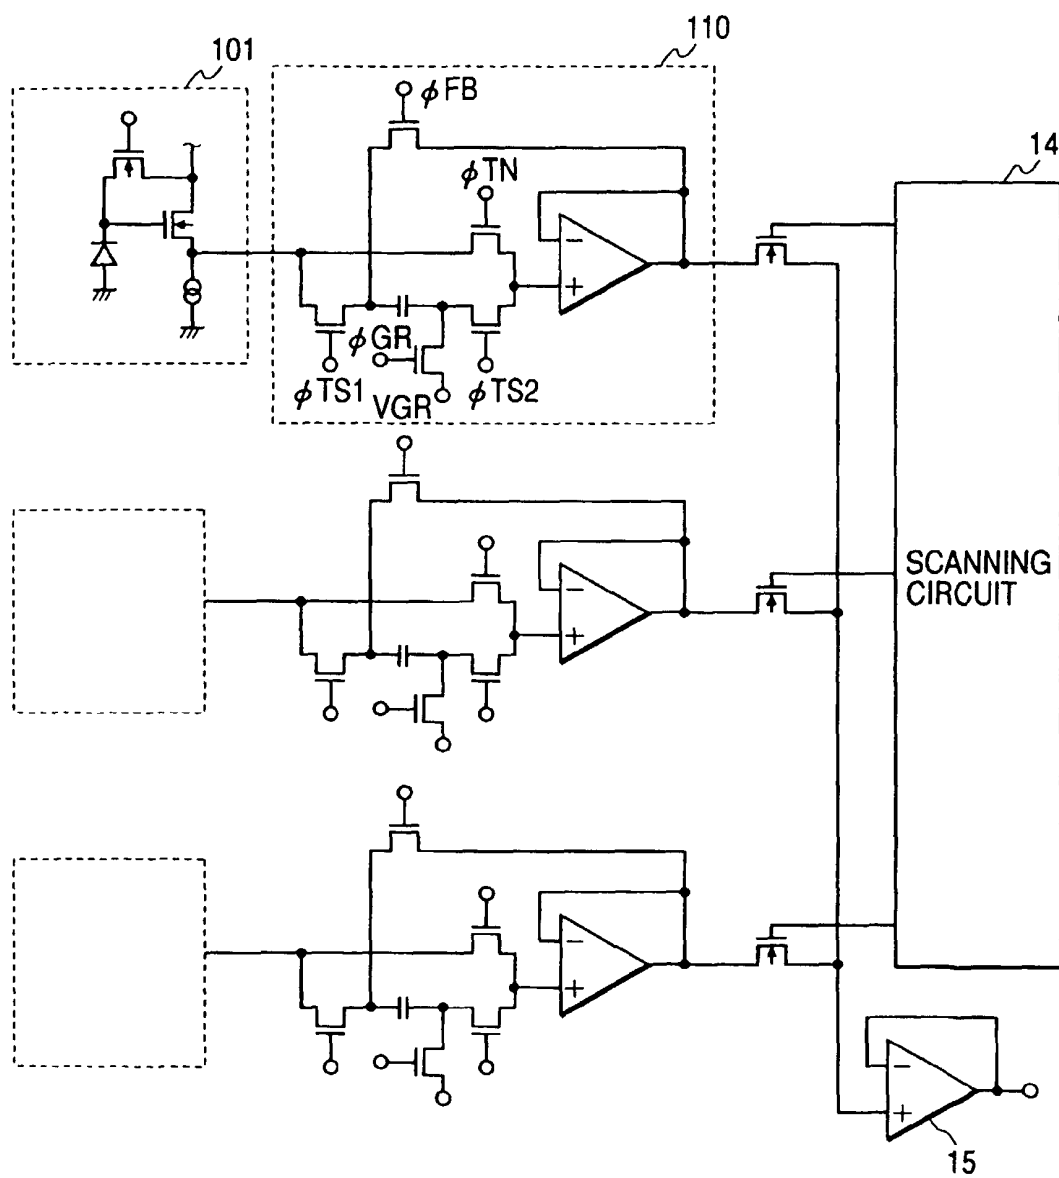 101
110
14
φFB
φTN
−
+
φGR
φTS1
VGR
φTS2
−
+
SCANNING
CIRCUIT
−
+
−
+
15